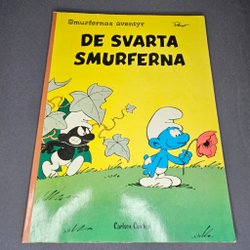 Smurfernas äventyr
Peyo
DE SVARTA
SMURFERNA
Carlsen Comics